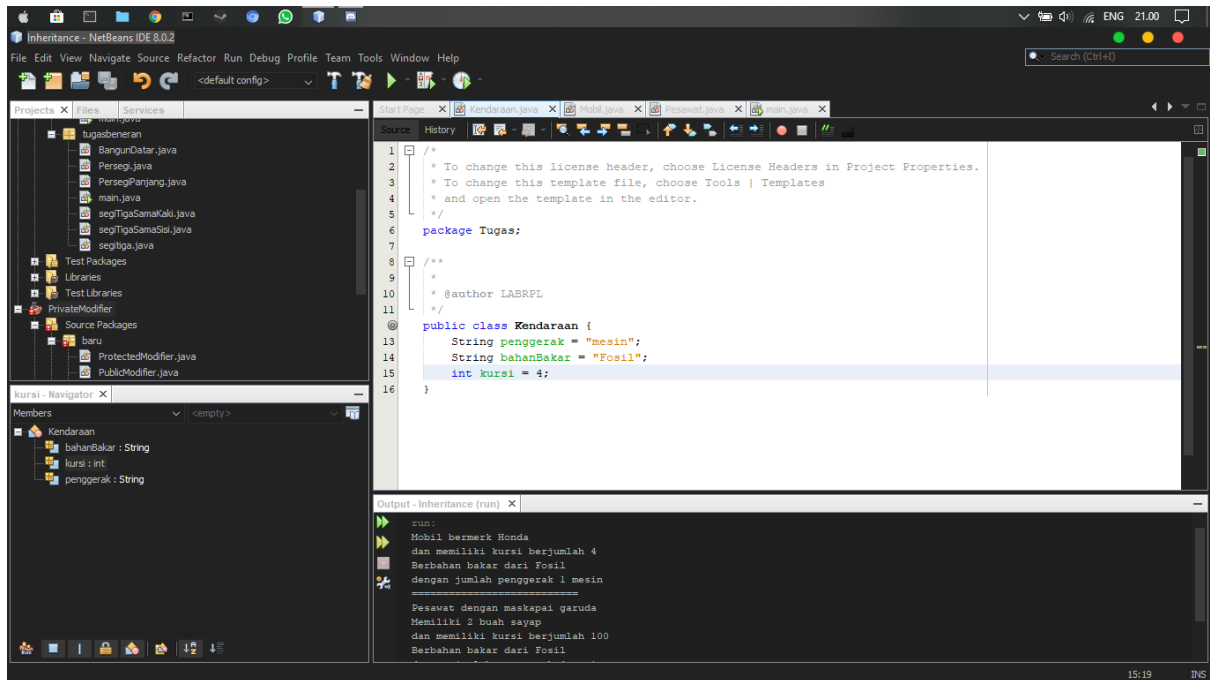 ENG 21.00
Inheritance - NetBeans IDE 8.0.2
File Edit View Navigate Source Refactor Run Debug Profile Team Tools Window Help
Search (Ctrl+I)
<default config>
Projects Files Services
main.java
tugasbeneran
BangunDatar.java
Persegi.java
PersegiPanjang.java
main.java
segiTigaSamaKaki.java
segiTigaSamaSisi.java
segitiga.java
Test Packages
Libraries
Test Libraries
PrivateModifier
Source Packages
baru
ProtectedModifier.java
PublicModifier.java
kursi - Navigator
Members <empty>
Kendaraan
bahanBakar : String
kursi : int
penggerak : String
Start Page Kendaraan.java Mobil.java Pesawat.java main.java
Source History
1 /*
2 * To change this license header, choose License Headers in Project Properties.
3 * To change this template file, choose Tools | Templates
4 * and open the template in the editor.
5 */
6 package Tugas;
7
8 /**
9 *
10 * @author LABRPL
11 */
public class Kendaraan {
13 String penggerak = "mesin";
14 String bahanBakar = "Fosil";
15 int kursi = 4;
16 }
Output - Inheritance (run)
run:
Mobil bermerk Honda
dan memiliki kursi berjumlah 4
Berbahan bakar dari Fosil
dengan jumlah penggerak 1 mesin
===========================
Pesawat dengan maskapai garuda
Memiliki 2 buah sayap
dan memiliki kursi berjumlah 100
Berbahan bakar dari Fosil
15:19 INS